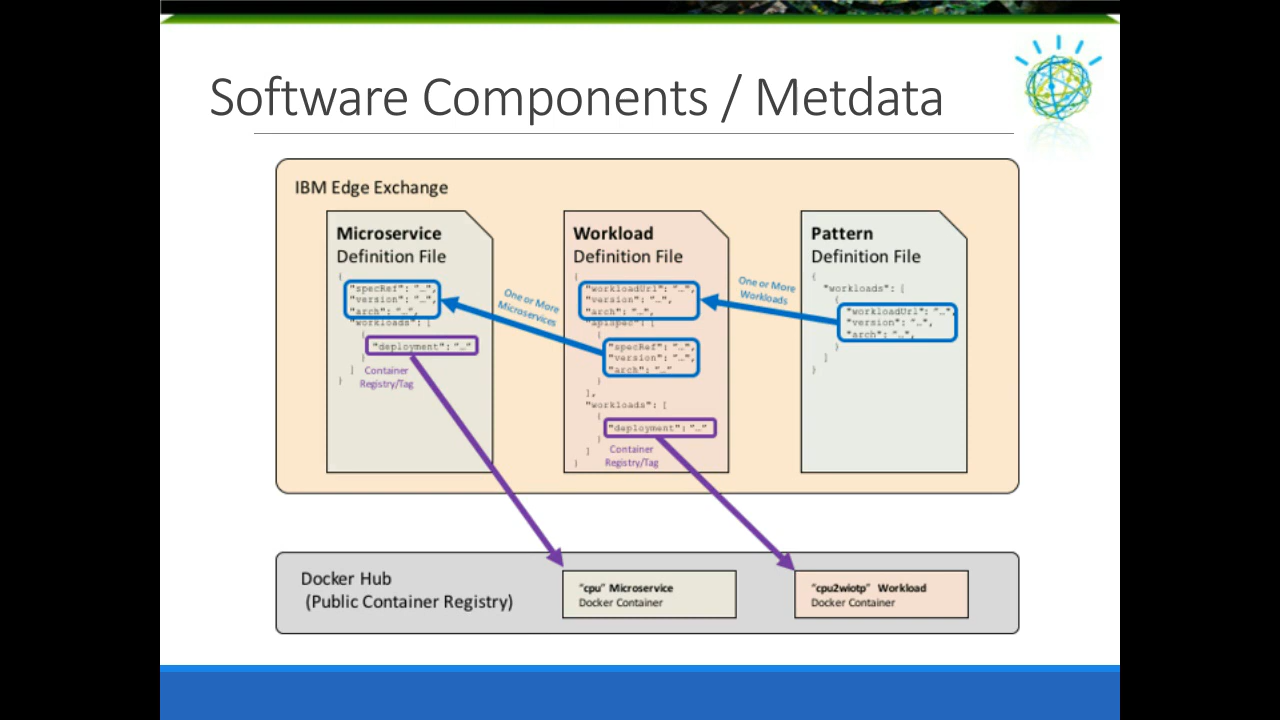 Software Components / Metdata
IBM Edge Exchange
Microservice
Definition File
{
"specRef": "…",
"version": "…",
"arch": "…",
"workloads": [
{
"deployment": "…"
}
]
}
Container
Registry/Tag
One or More
Microservices
Workload
Definition File
{
"workloadUrl": "…",
"version": "…",
"arch": "…",
"apiSpec": [
{
"specRef": "…",
"version": "…",
"arch": "…"
}
],
"workloads": [
{
"deployment": "…"
}
]
}
Container
Registry/Tag
One or More
Workloads
Pattern
Definition File
{
"workloads": [
{
"workloadUrl": "…",
"version": "…",
"arch": "…",
}
]
}
Docker Hub
(Public Container Registry)
"cpu" Microservice
Docker Container
"cpu2wiotp" Workload
Docker Container